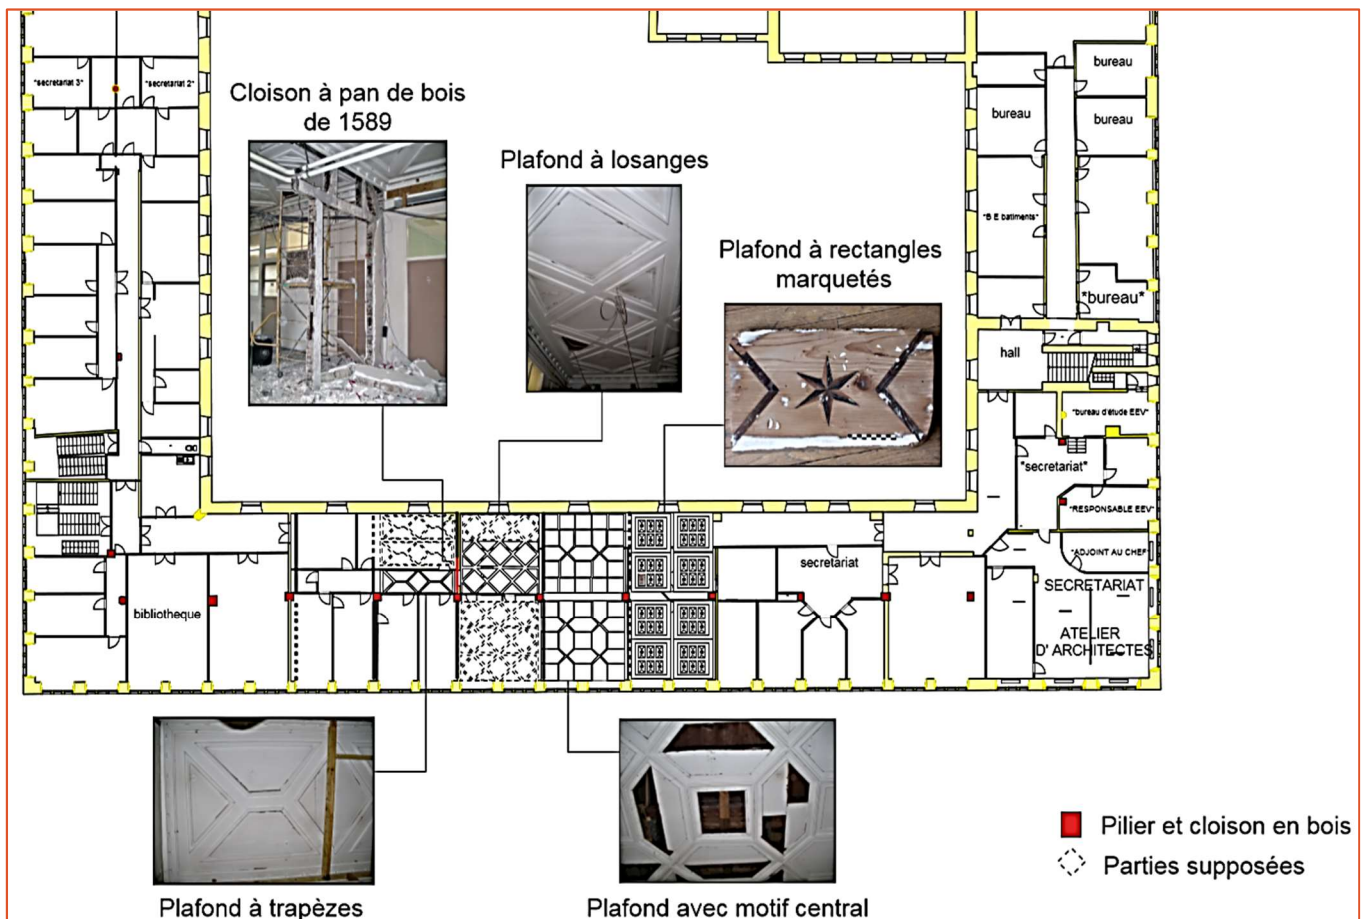 "secretariat 3"
"secretariat 2"
bureau
bureau
bureau
Cloison à pan de bois
de 1589
Plafond à losanges
"B E batiments"
Plafond à rectangles
marquetés
"bureau"
hall
"bureau d'étude EEV"
"secretariat"
"RESPONSABLE EEV"
"ADJOINT AU CHEF"
secretariat
SECRETARIAT
bibliotheque
ATELIER
D' ARCHITECTES
Pilier et cloison en bois
Parties supposées
Plafond à trapèzes
Plafond avec motif central